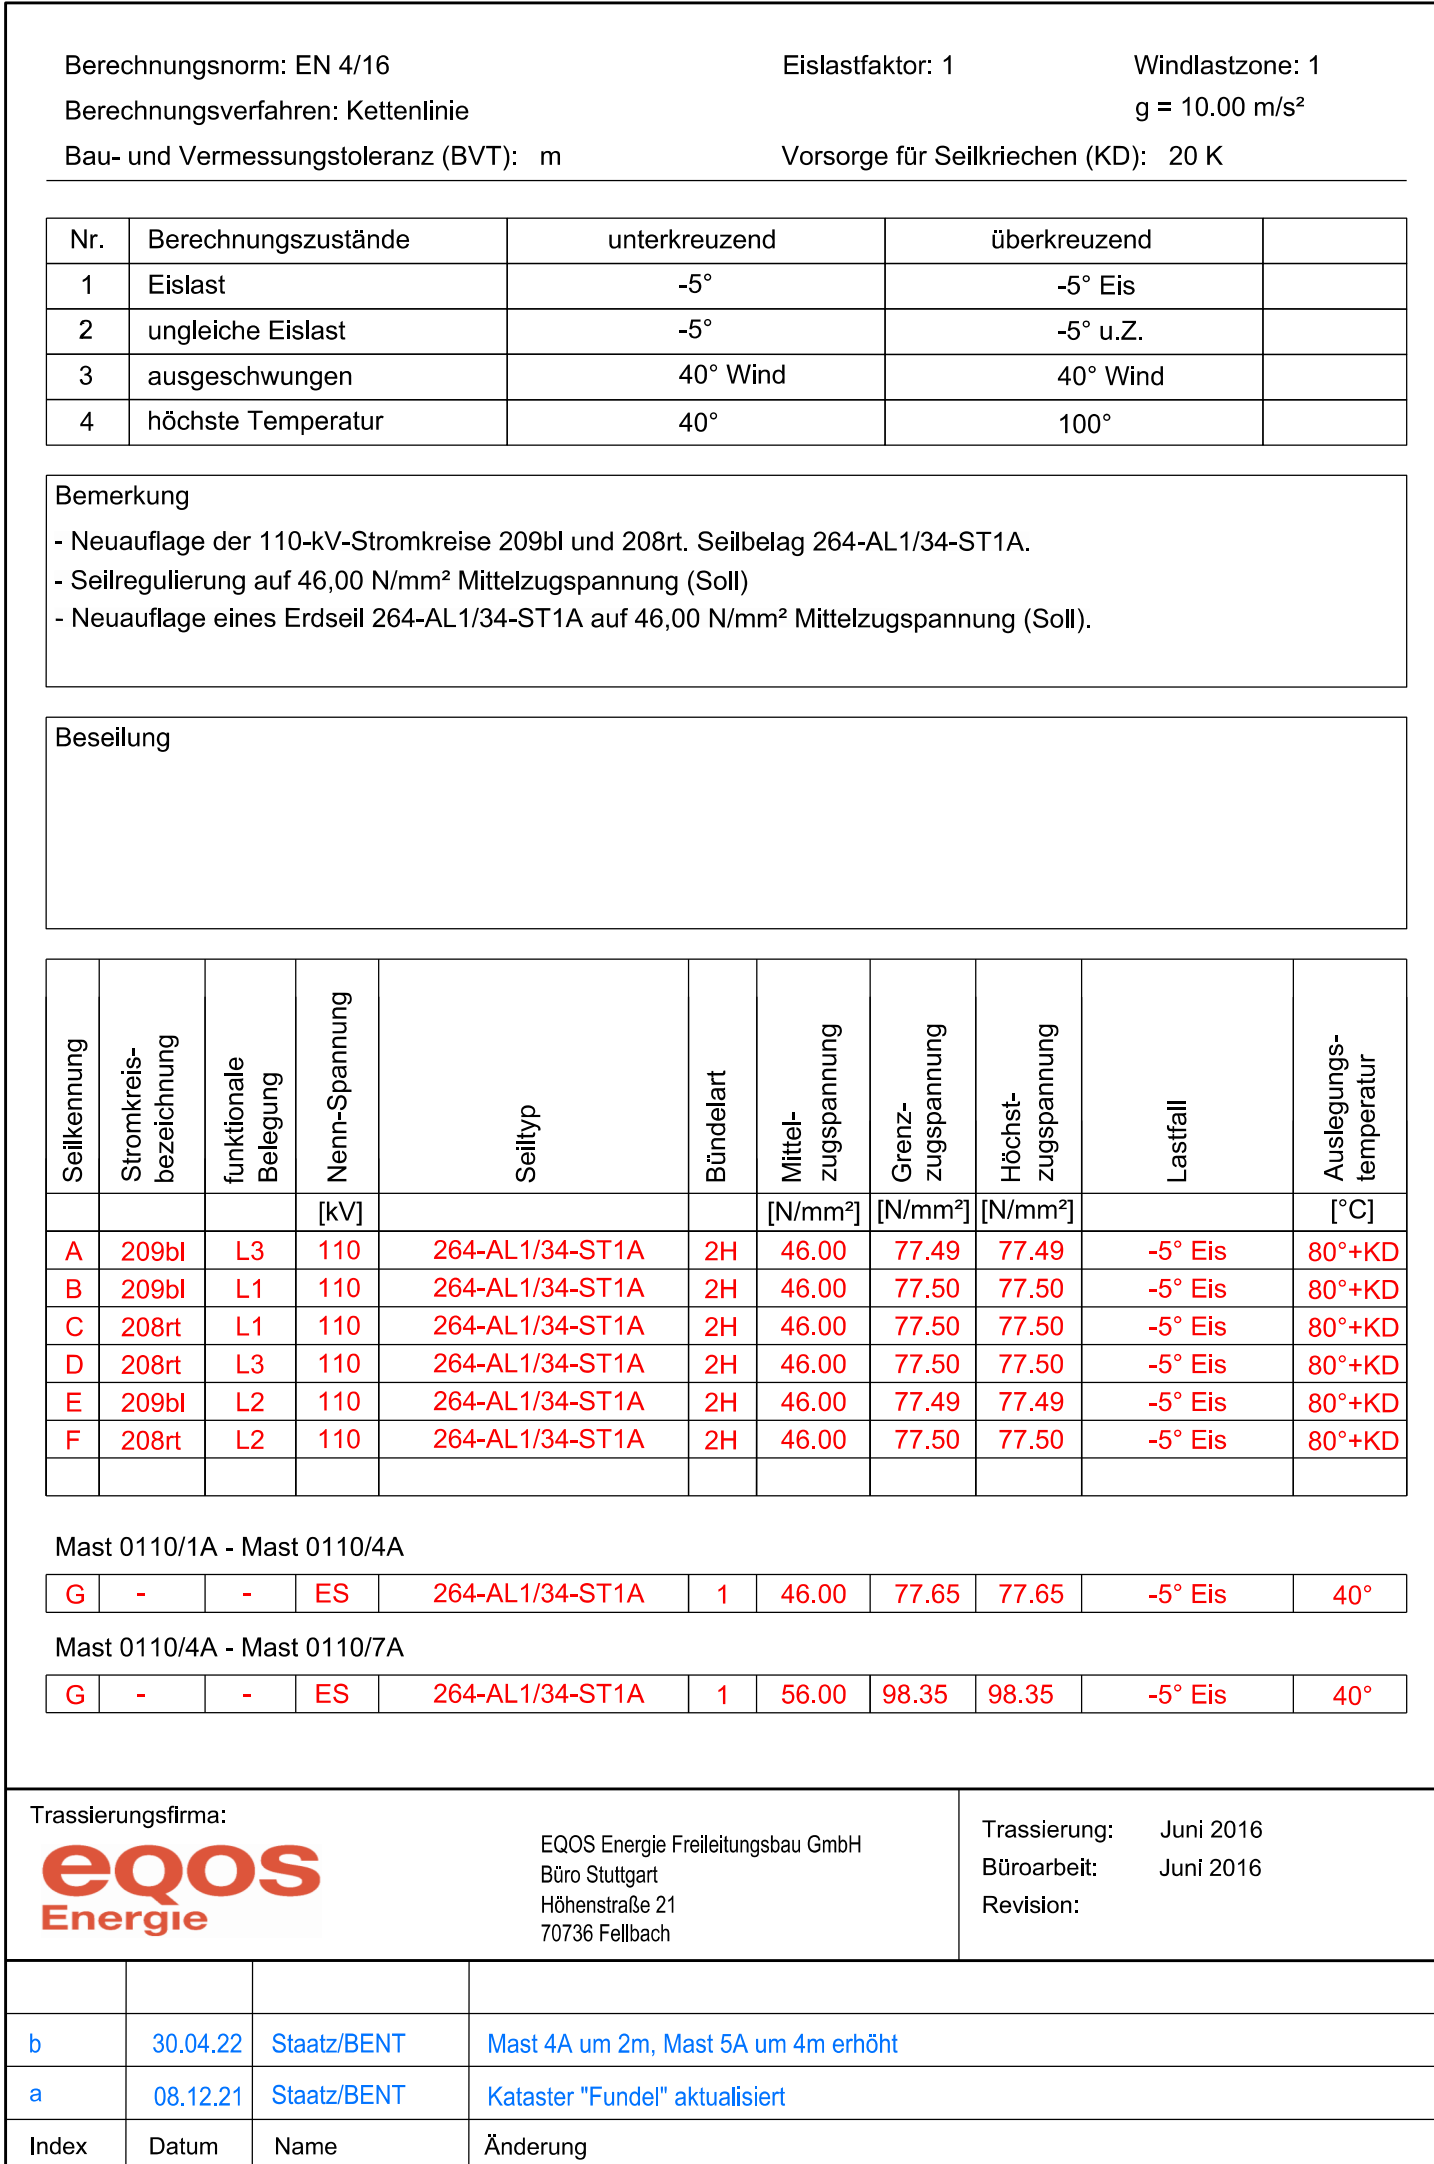 Berechnungsnorm: EN 4/16 Eislastfaktor: 1 Windlastzone: 1
Berechnungsverfahren: Kettenlinie g = 10.00 m/s²
Bau- und Vermessungstoleranz (BVT): m Vorsorge für Seilkriechen (KD): 20 K
Nr. Berechnungszustände unterkreuzend überkreuzend
1 Eislast -5° -5° Eis
2 ungleiche Eislast -5° -5° u.Z.
3 ausgeschwungen 40° Wind 40° Wind
4 höchste Temperatur 40° 100°
Bemerkung
- Neuauflage der 110-kV-Stromkreise 209bl und 208rt. Seilbelag 264-AL1/34-ST1A.
- Seilregulierung auf 46,00 N/mm² Mittelzugspannung (Soll)
- Neuauflage eines Erdseil 264-AL1/34-ST1A auf 46,00 N/mm² Mittelzugspannung (Soll).
Beseilung
Seilkennung
Stromkreis-
bezeichnung
funktionale
Belegung
Nenn-Spannung
Seiltyp
Bündelart
Mittel-
zugspannung
Grenz-
zugspannung
Höchst-
zugspannung
Lastfall
Auslegungs-
temperatur
[kV] [N/mm²] [N/mm²] [N/mm²] [°C]
A 209bl L3 110 264-AL1/34-ST1A 2H 46.00 77.49 77.49 -5° Eis 80°+KD
B 209bl L1 110 264-AL1/34-ST1A 2H 46.00 77.50 77.50 -5° Eis 80°+KD
C 208rt L1 110 264-AL1/34-ST1A 2H 46.00 77.50 77.50 -5° Eis 80°+KD
D 208rt L3 110 264-AL1/34-ST1A 2H 46.00 77.50 77.50 -5° Eis 80°+KD
E 209bl L2 110 264-AL1/34-ST1A 2H 46.00 77.49 77.49 -5° Eis 80°+KD
F 208rt L2 110 264-AL1/34-ST1A 2H 46.00 77.50 77.50 -5° Eis 80°+KD
Mast 0110/1A - Mast 0110/4A
G - - ES 264-AL1/34-ST1A 1 46.00 77.65 77.65 -5° Eis 40°
Mast 0110/4A - Mast 0110/7A
G - - ES 264-AL1/34-ST1A 1 56.00 98.35 98.35 -5° Eis 40°
Trassierungsfirma:
eqos
Energie
EQOS Energie Freileitungsbau GmbH
Büro Stuttgart
Höhenstraße 21
70736 Fellbach
Trassierung: Juni 2016
Büroarbeit: Juni 2016
Revision:
b 30.04.22 Staatz/BENT Mast 4A um 2m, Mast 5A um 4m erhöht
a 08.12.21 Staatz/BENT Kataster "Fundel" aktualisiert
Index Datum Name Änderung